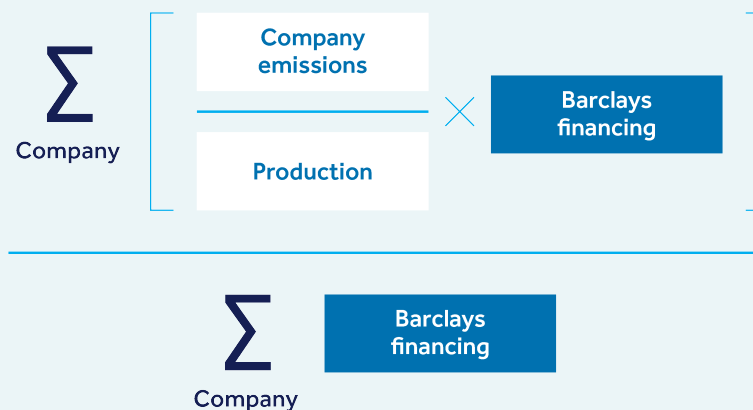 Σ
Company
Company
emissions
Production
×
Barclays
financing
Σ
Company
Barclays
financing